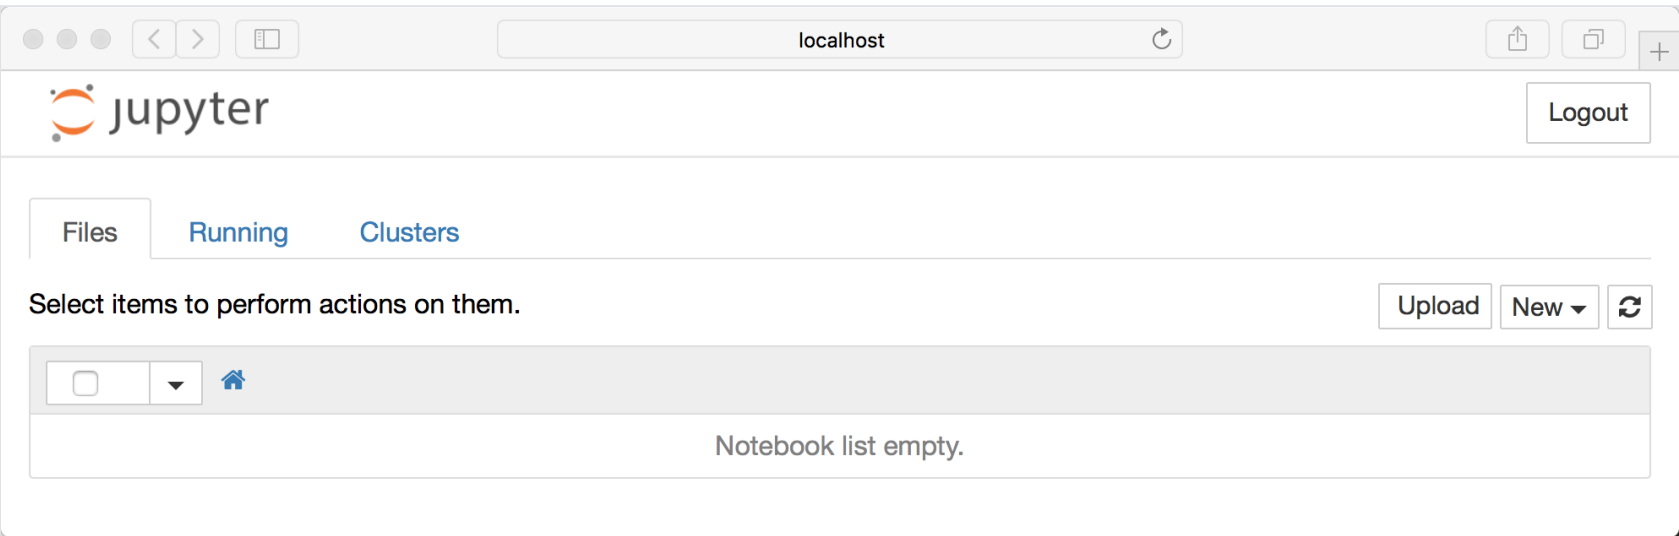 localhost
jupyter
Logout
Files Running Clusters
Select items to perform actions on them.
Upload New
Notebook list empty.